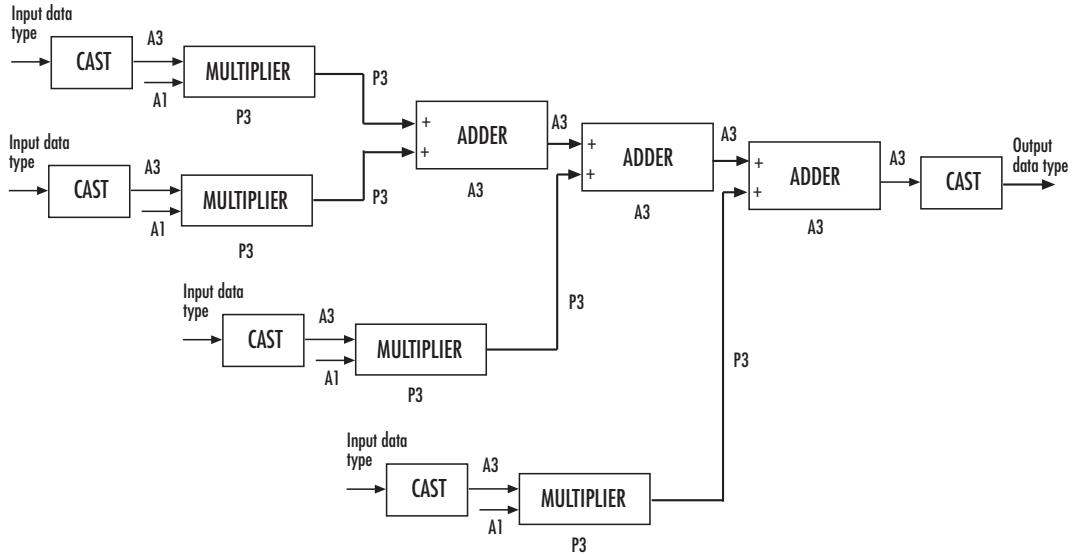 Input data
type
CAST
A3
A1
MULTIPLIER
P3
P3
Input data
type
CAST
A3
A1
MULTIPLIER
P3
P3
+
+
ADDER
A3
A3
Input data
type
CAST
A3
A1
MULTIPLIER
P3
P3
+
+
ADDER
A3
A3
Input data
type
CAST
A3
A1
MULTIPLIER
P3
P3
+
+
ADDER
A3
A3
CAST
Output
data type